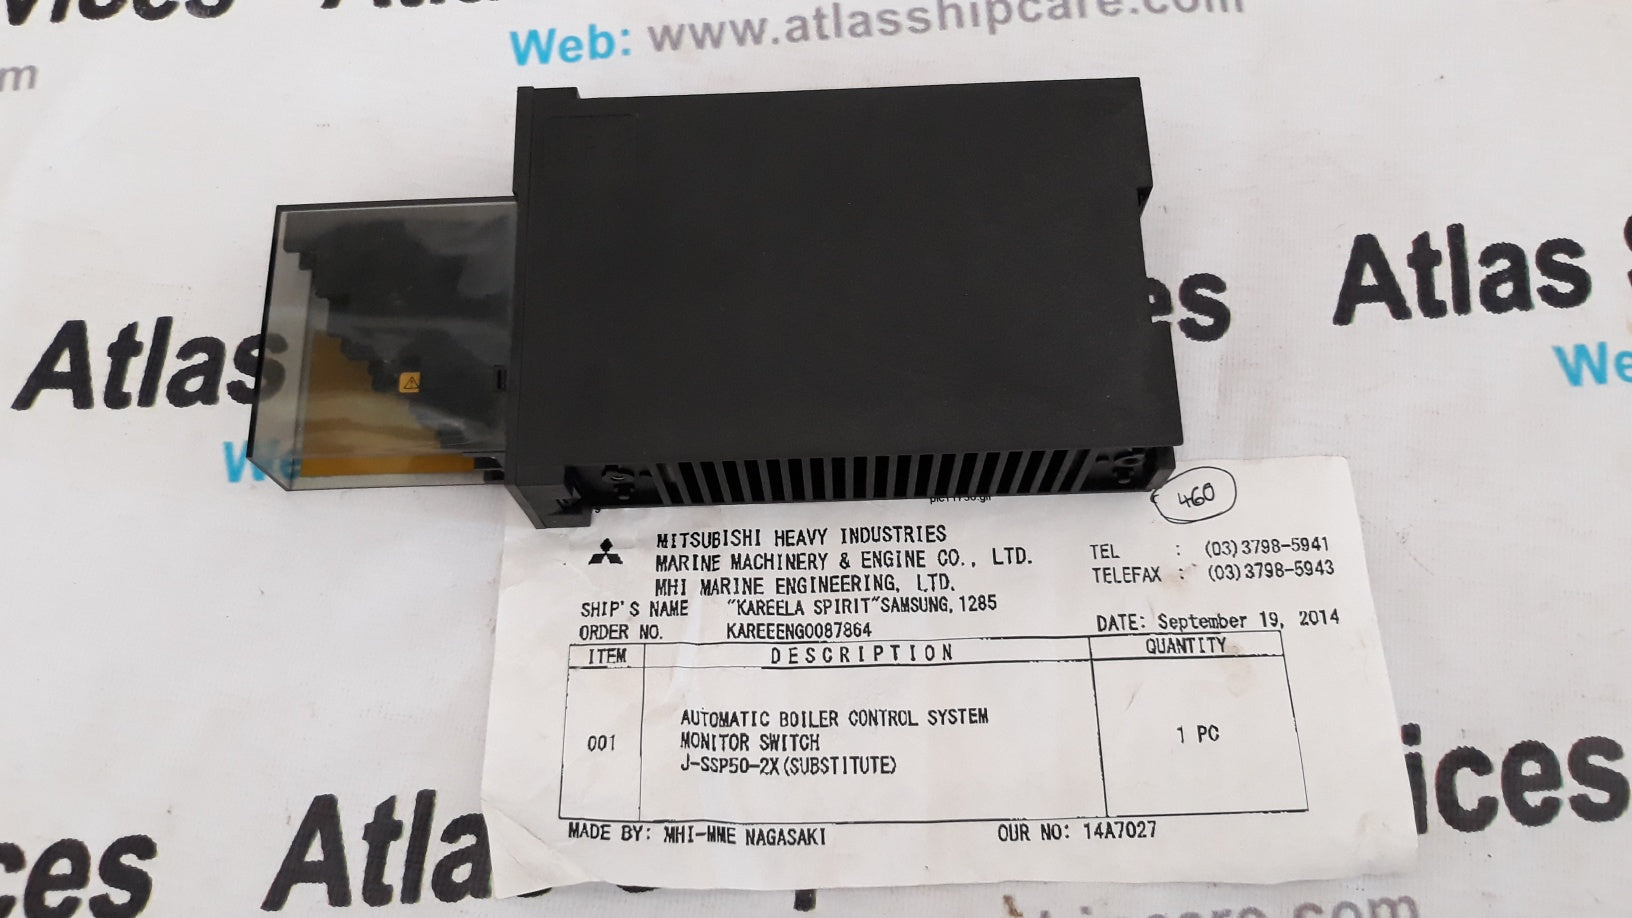 Atlas
Web: www.atlasshipcare.com
m
es
Atlas S
Atlas
We
We
460
MITSUBISHI HEAVY INDUSTRIES
MARINE MACHINERY & ENGINE CO., LTD.
MHI MARINE ENGINEERING, LTD.
TEL : (03)3798-5941
TELEFAX : (03)3798-5943
SHIP'S NAME "KAREELA SPIRIT"SAMSUNG, 1285
ORDER NO. KAREEENG0087864
DATE: September 19, 2014
ITEM DESCRIPTION QUANTITY
001 AUTOMATIC BOILER CONTROL SYSTEM 1 PC
MONITOR SWITCH
J-SSP50-2X(SUBSTITUTE)
MADE BY: MHI-MME NAGASAKI OUR NO: 14A7027
ices
ces Atla